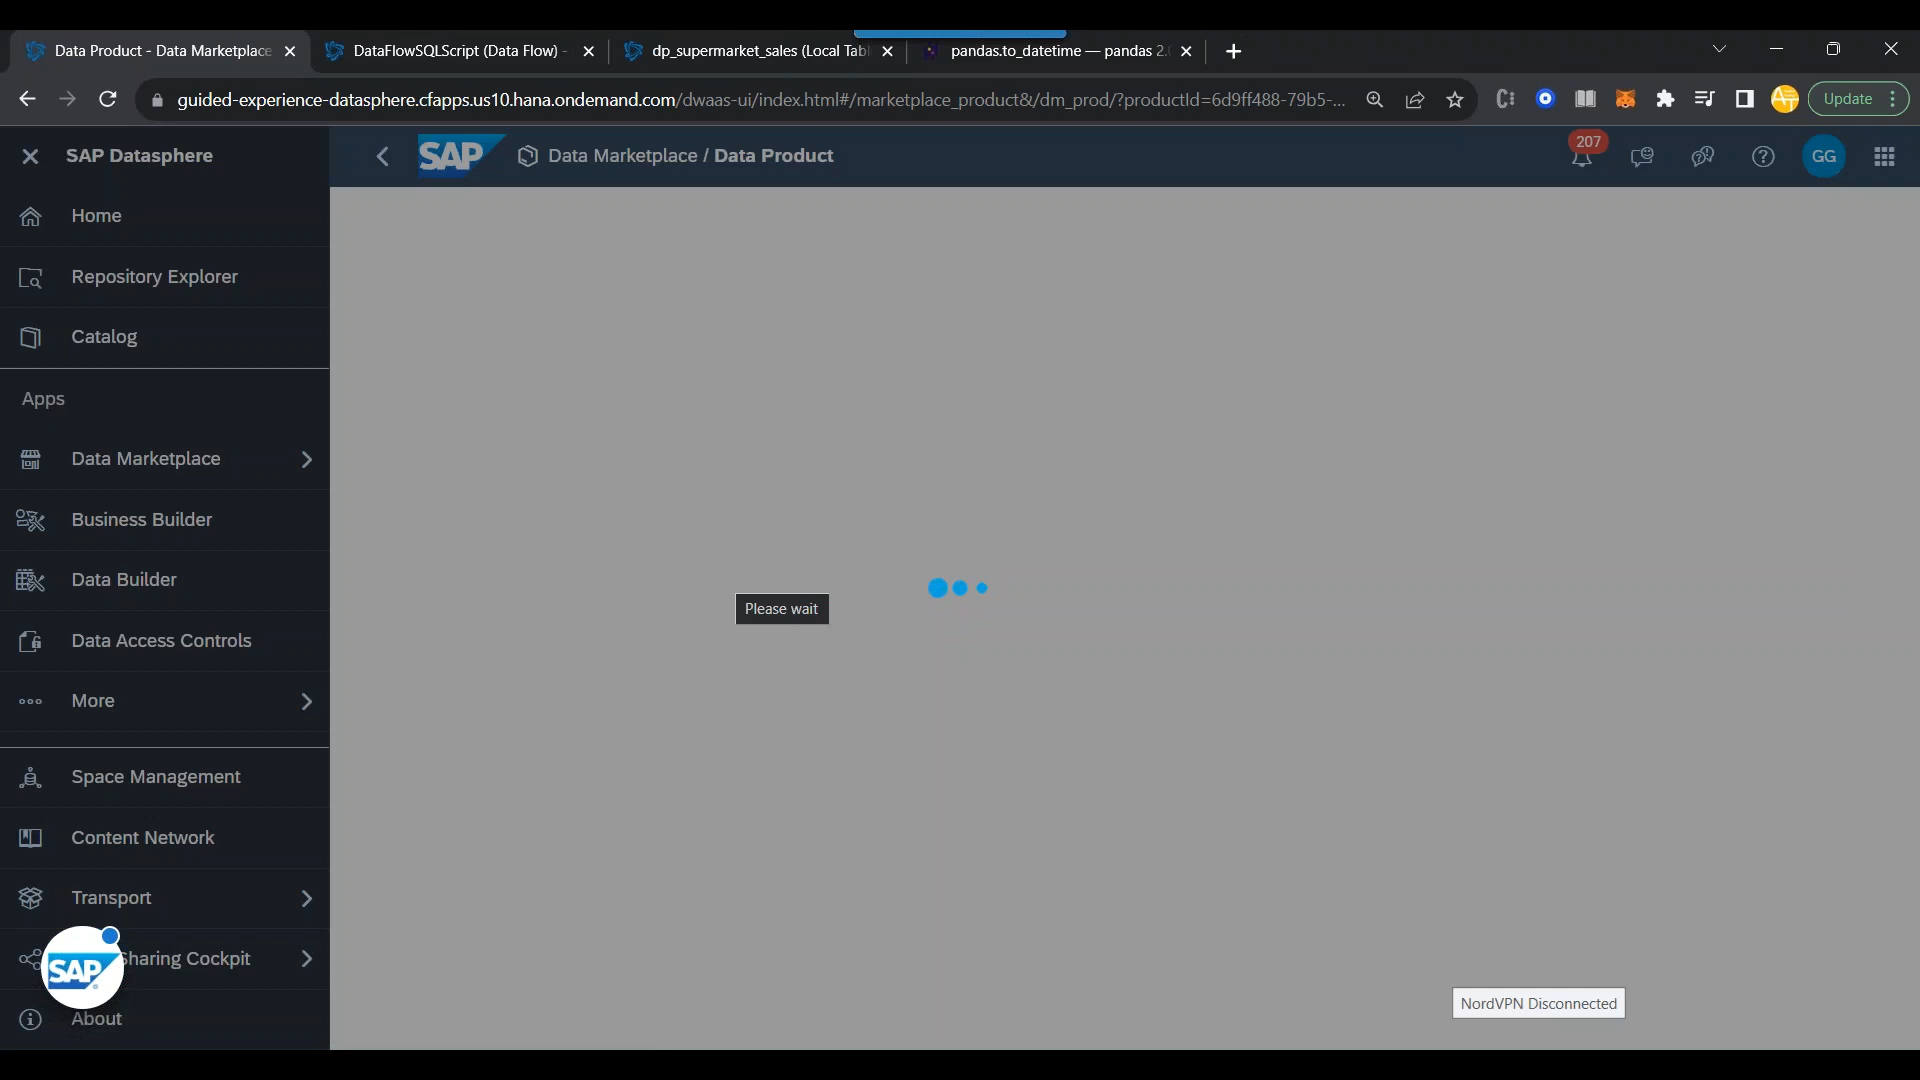 Data Product - Data Marketplace
DataFlowSQLScript (Data Flow) -
dp_supermarket_sales (Local Tabl
pandas.to_datetime — pandas 2.
guided-experience-datasphere.cfapps.us10.hana.ondemand.com/dwaas-ui/index.html#/marketplace_product&/dm_prod/?productId=6d9ff488-79b5-...
Update
SAP Datasphere
SAP
Data Marketplace / Data Product
207
GG
Home
Repository Explorer
Catalog
Apps
Data Marketplace
Business Builder
Data Builder
Data Access Controls
More
Please wait
Space Management
Content Network
Transport
SAP
Sharing Cockpit
About
NordVPN Disconnected